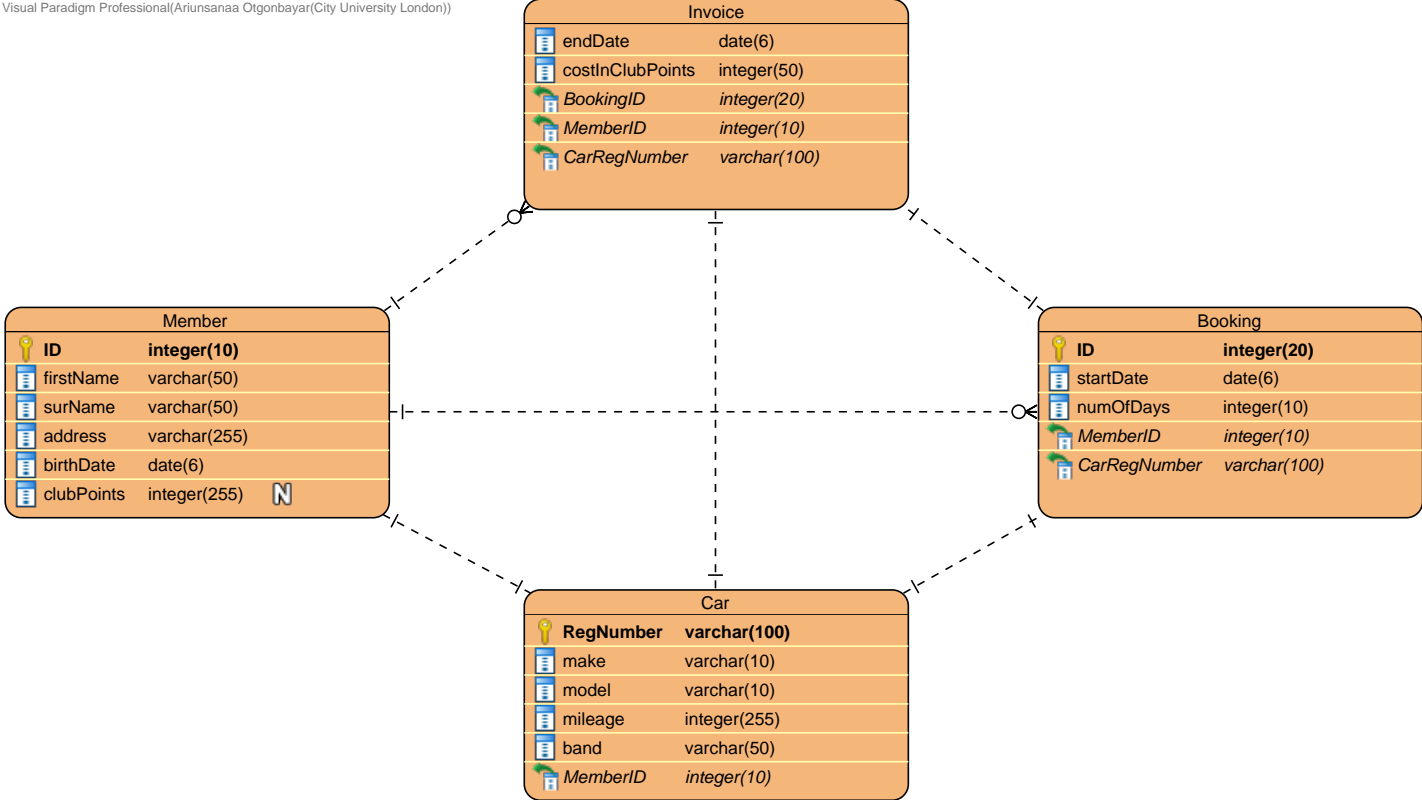 Visual Paradigm Professional(Ariunsanaa Otgonbayar(City University London))
Invoice
endDate date(6)
costInClubPoints integer(50)
BookingID integer(20)
MemberID integer(10)
CarRegNumber varchar(100)
Member
ID integer(10)
firstName varchar(50)
surName varchar(50)
address varchar(255)
birthDate date(6)
clubPoints integer(255) N
Booking
ID integer(20)
startDate date(6)
numOfDays integer(10)
MemberID integer(10)
CarRegNumber varchar(100)
Car
RegNumber varchar(100)
make varchar(10)
model varchar(10)
mileage integer(255)
band varchar(50)
MemberID integer(10)